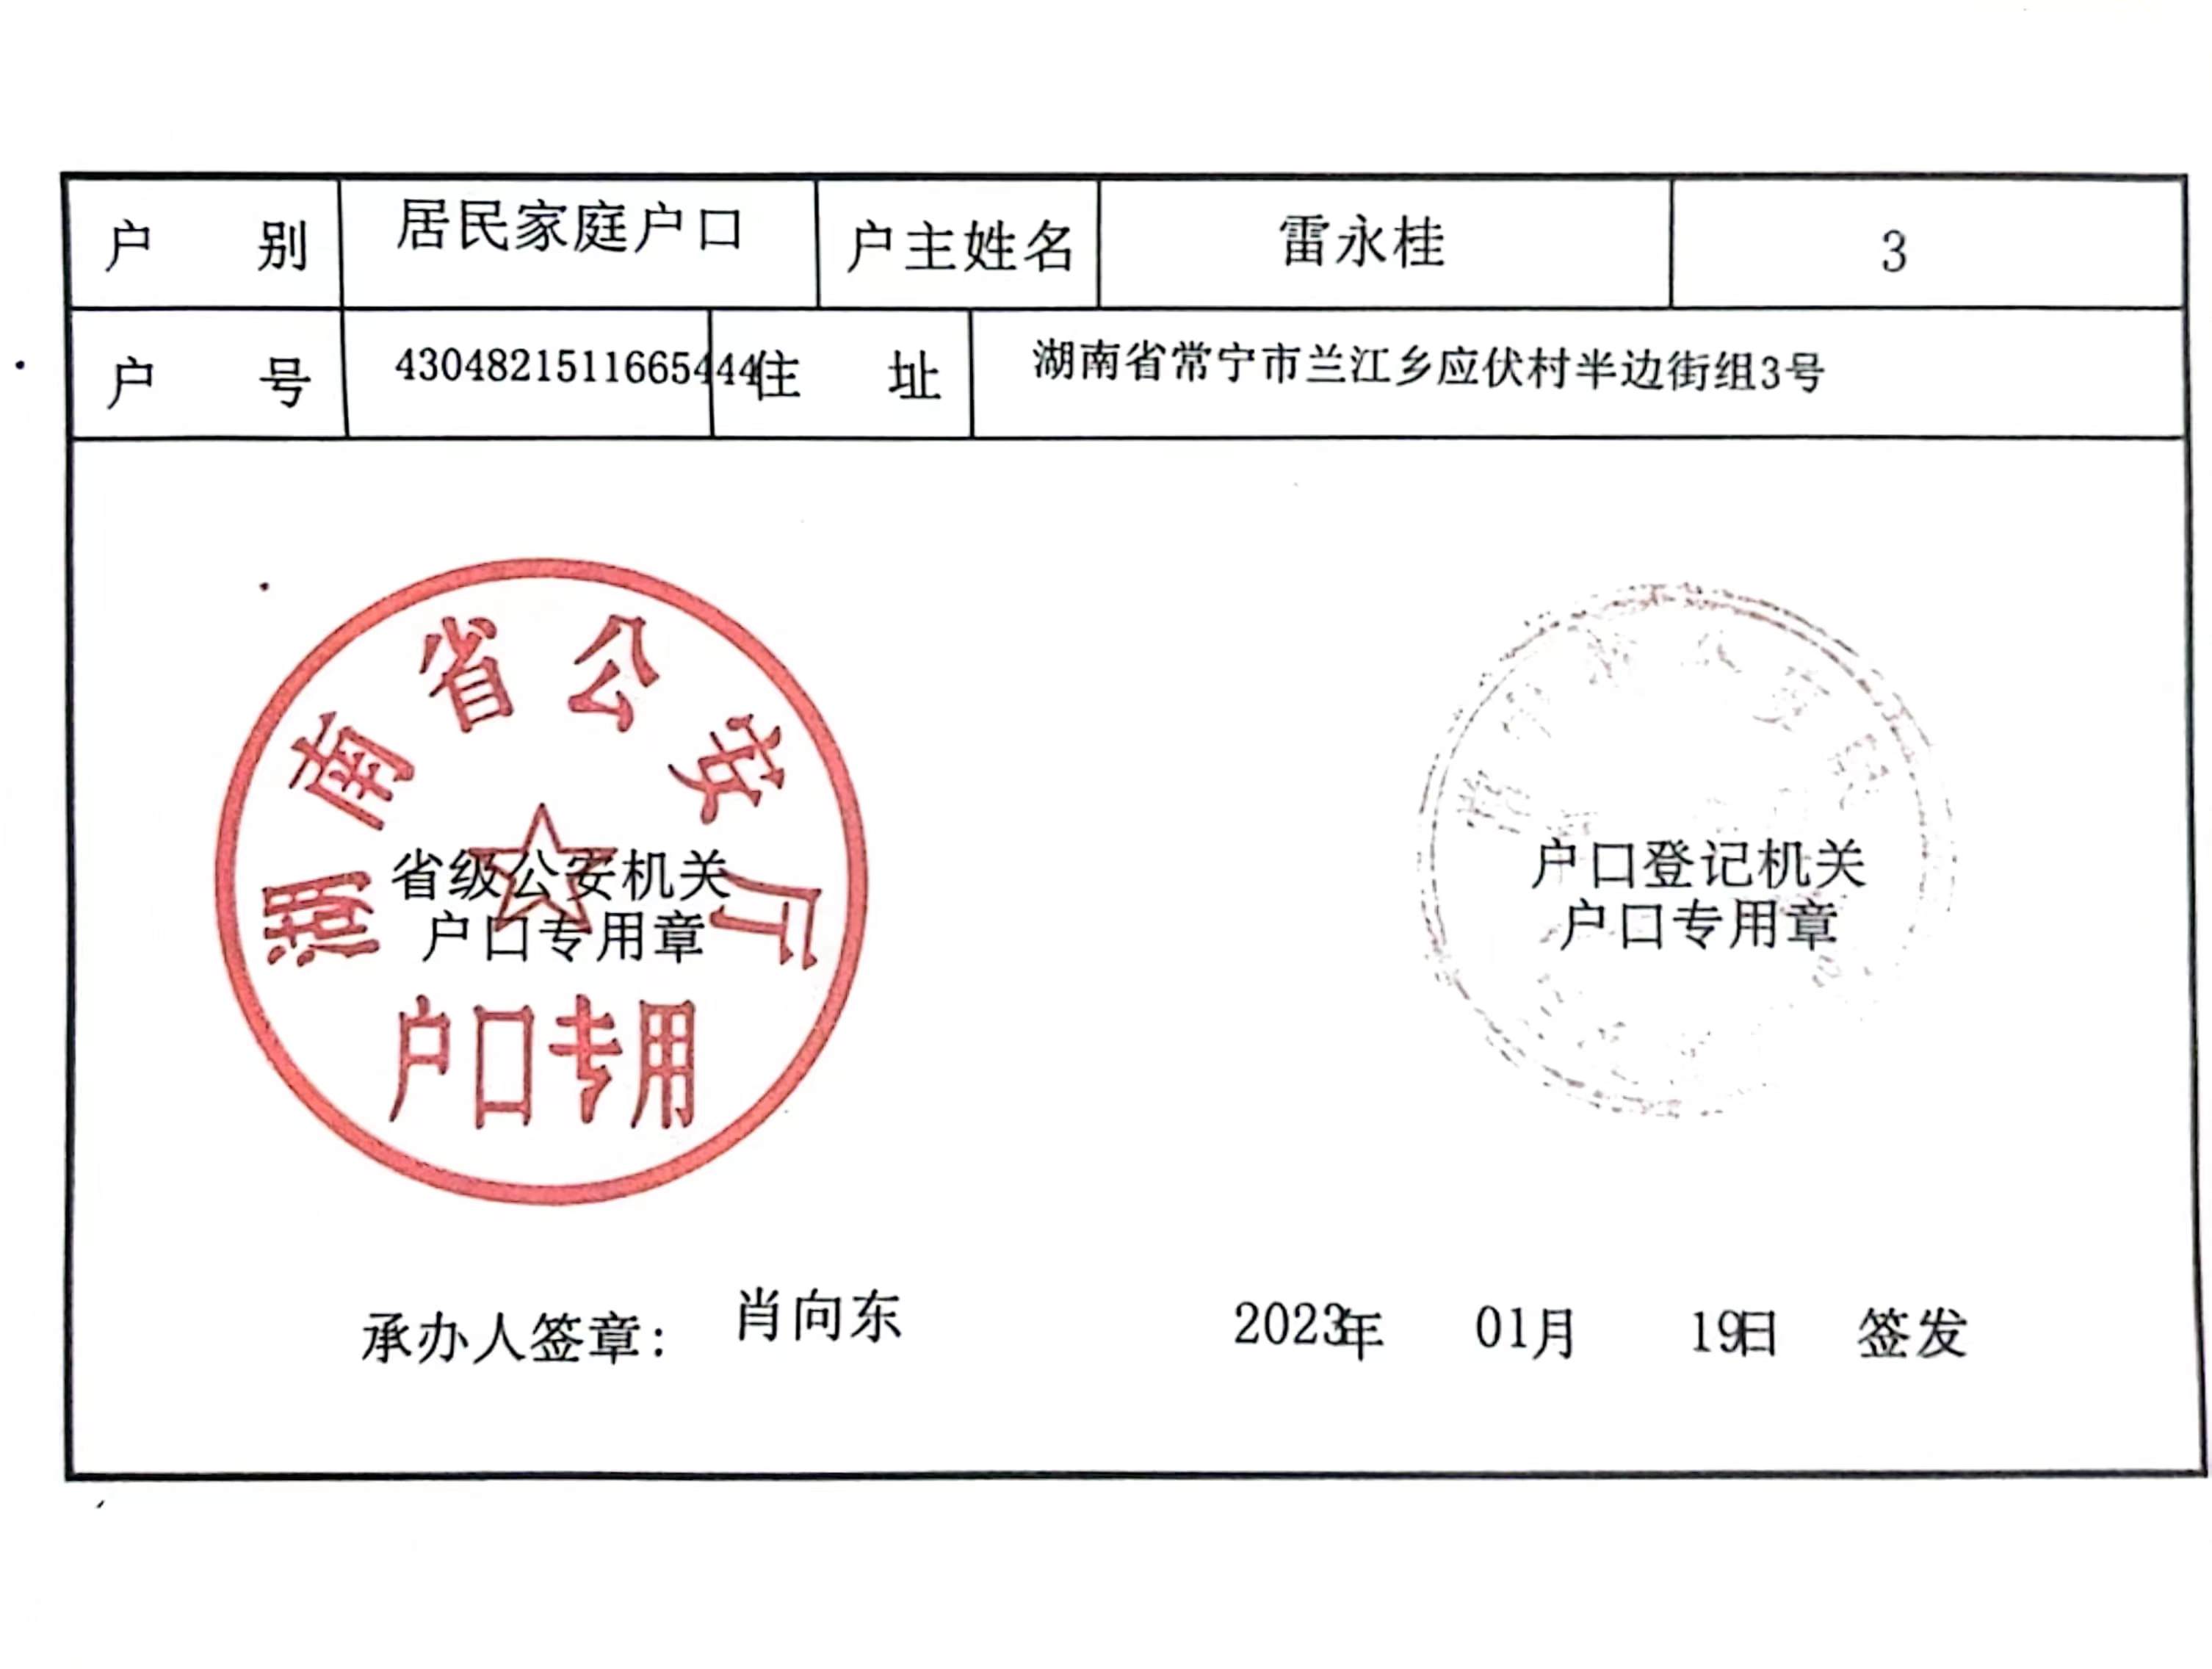 户 别 居民家庭户口 户主姓名 雷永桂 3
户 号 4304821511665444 住 址 湖南省常宁市兰江乡应伏村半边街组3号
湖南省公安厅
省级公安机关
户口专用章
户口专用
户口登记机关
户口专用章
承办人签章： 肖向东 2023年 01月 19日 签发